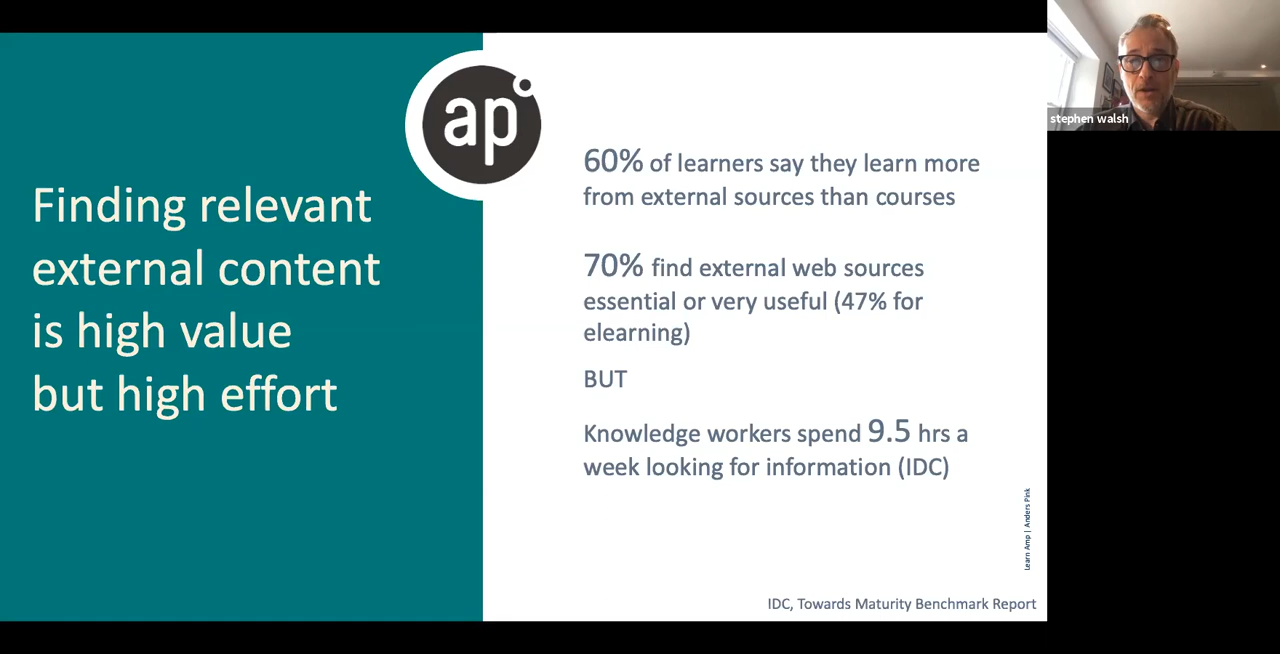 Finding relevant
external content
is high value
but high effort
ap
60% of learners say they learn more
from external sources than courses
70% find external web sources
essential or very useful (47% for
elearning)
BUT
Knowledge workers spend 9.5 hrs a
week looking for information (IDC)
Learn Amp | Anders Pink
IDC, Towards Maturity Benchmark Report
stephen walsh